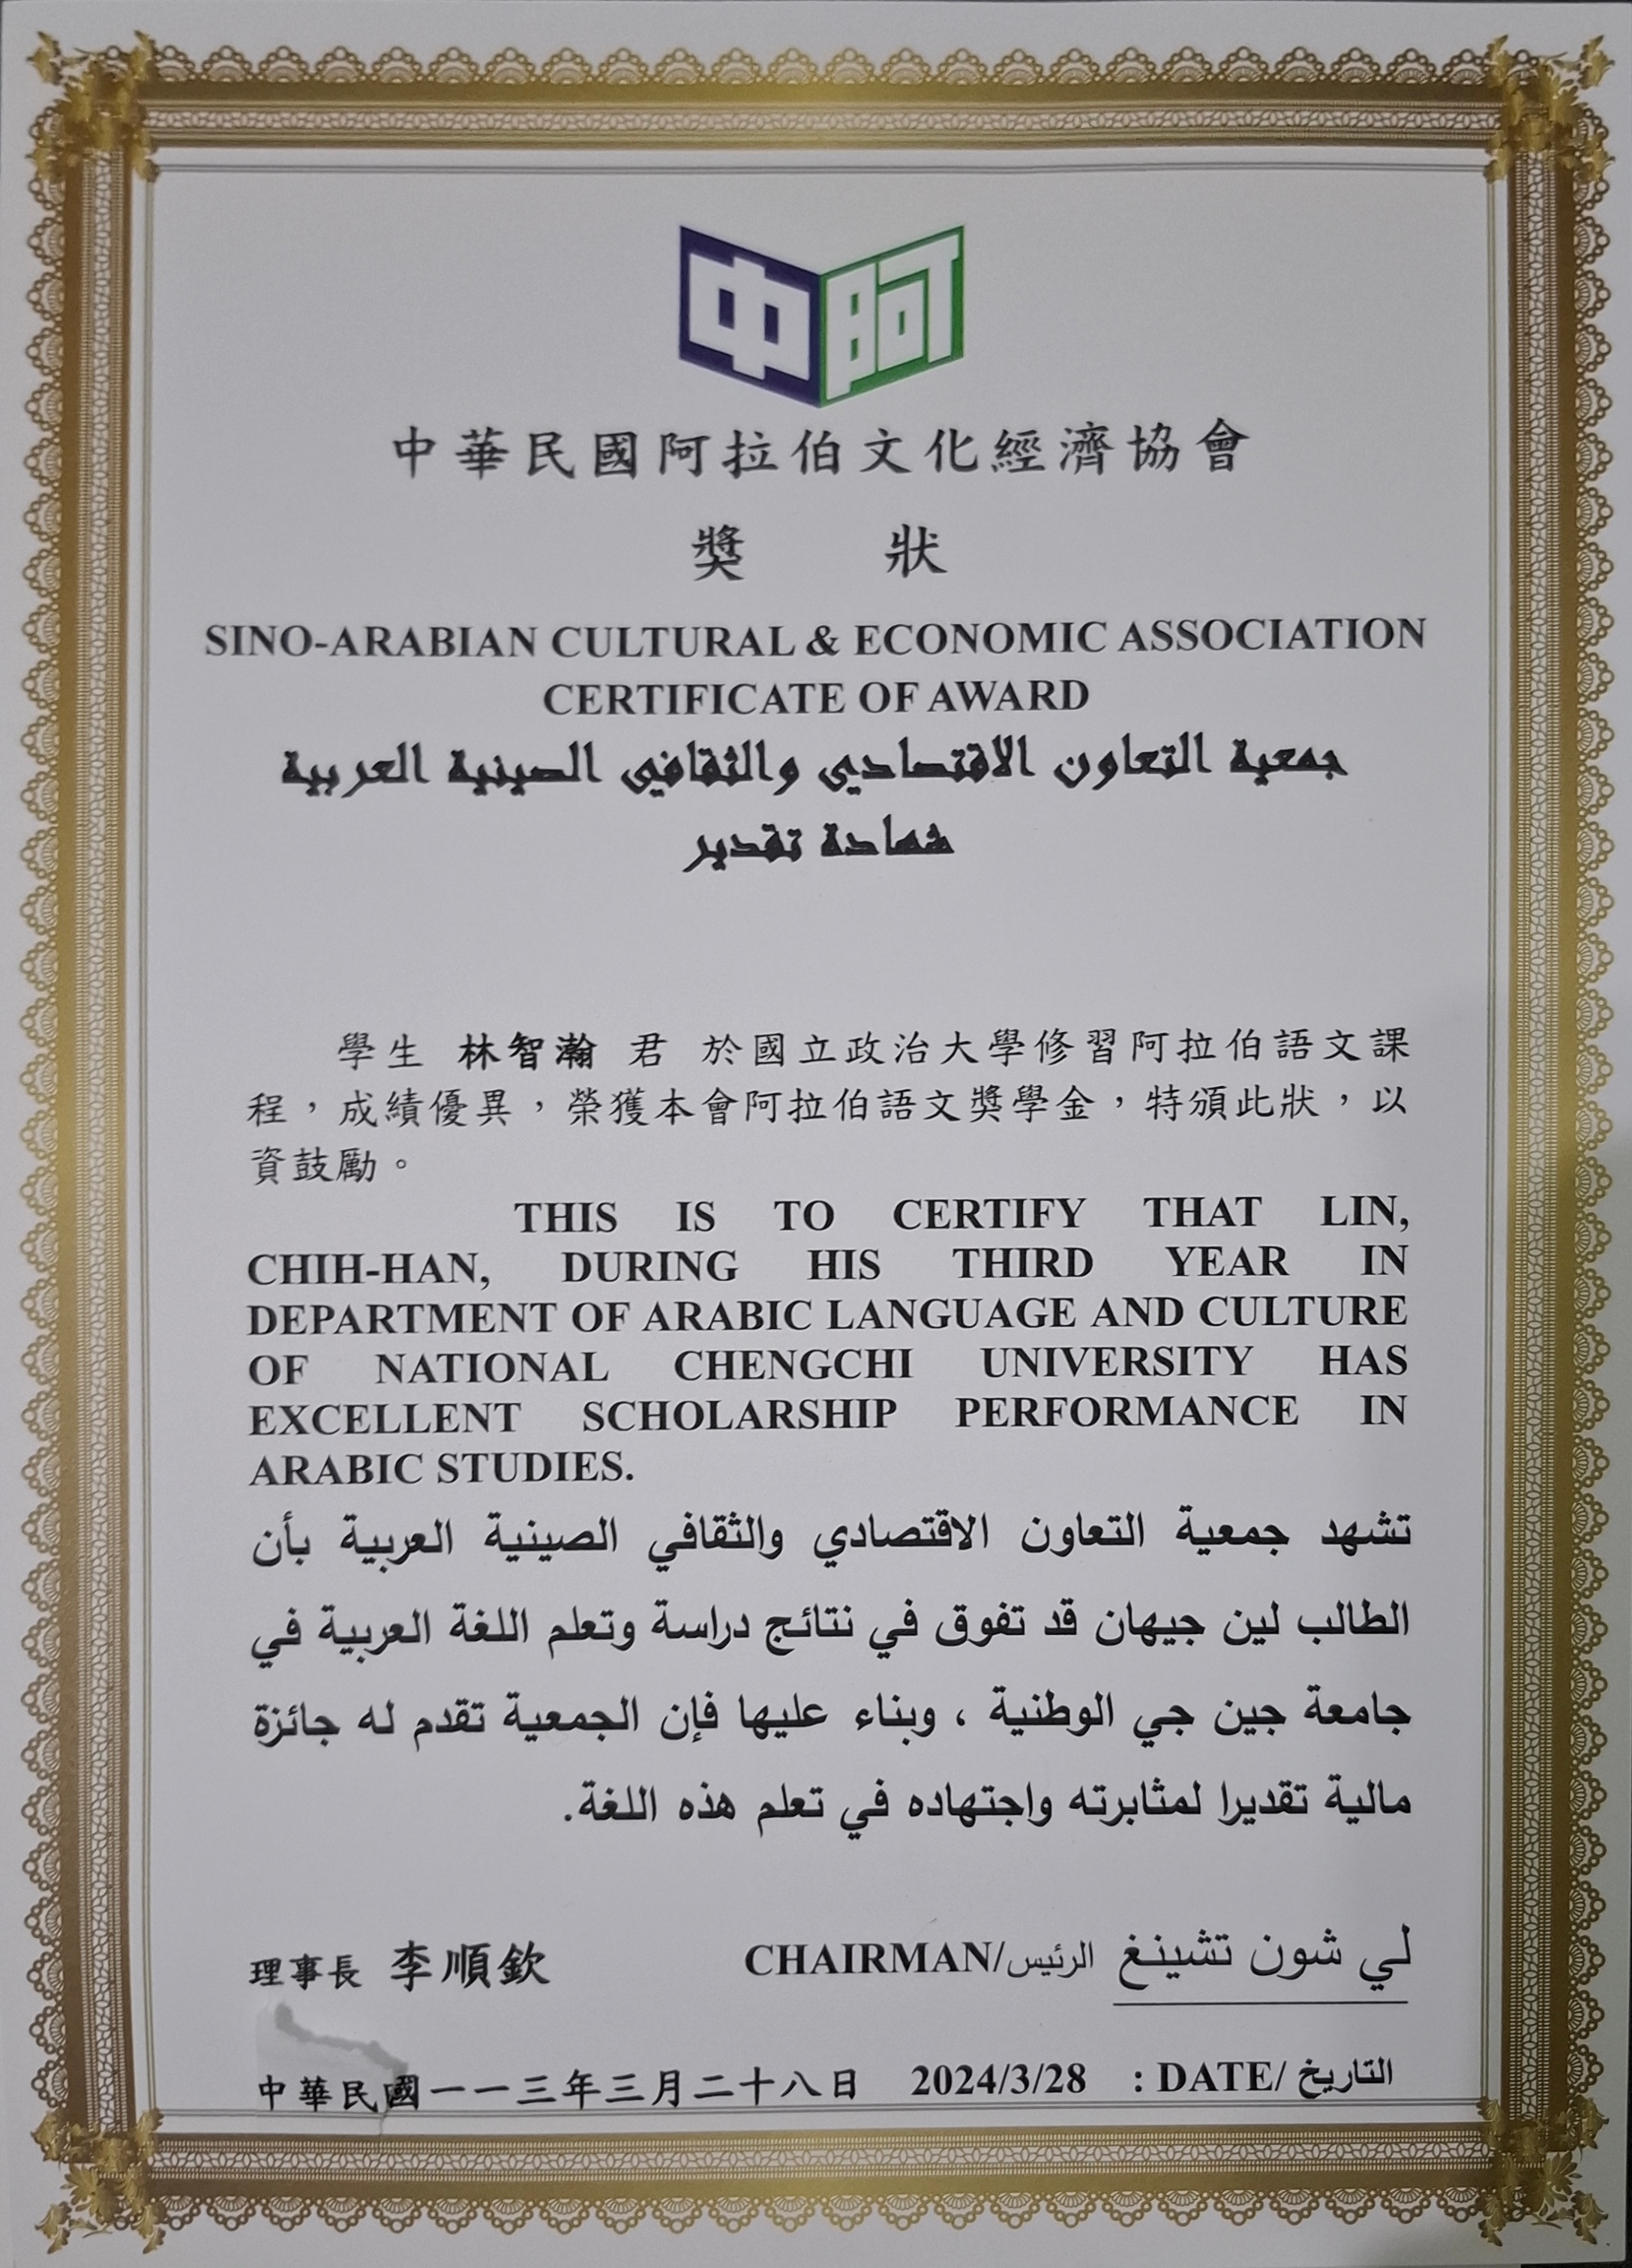 中阿
中華民國阿拉伯文化經濟協會
獎 狀
SINO-ARABIAN CULTURAL & ECONOMIC ASSOCIATION
CERTIFICATE OF AWARD
جمعية التعاون الاقتصادي والثقافي الصينية العربية
شهادة تقدير
學生 林智瀚 君 於國立政治大學修習阿拉伯語文課
程，成績優異，榮獲本會阿拉伯語文獎學金，特頒此狀，以
資鼓勵。
THIS IS TO CERTIFY THAT LIN,
CHIH-HAN, DURING HIS THIRD YEAR IN
DEPARTMENT OF ARABIC LANGUAGE AND CULTURE
OF NATIONAL CHENGCHI UNIVERSITY HAS
EXCELLENT SCHOLARSHIP PERFORMANCE IN
ARABIC STUDIES.
تشهد جمعية التعاون الاقتصادي والثقافي الصينية العربية بأن
الطالب لين جيهان قد تفوق في نتائج دراسة وتعلم اللغة العربية في
جامعة جين جي الوطنية ، وبناء عليها فإن الجمعية تقدم له جائزة
مالية تقديرا لمثابرته واجتهاده في تعلم هذه اللغة.
理事長 李順欽 CHAIRMAN/الرئيس لي شون تشينغ
中華民國一一三年三月二十八日 2024/3/28 : DATE/ التاريخ